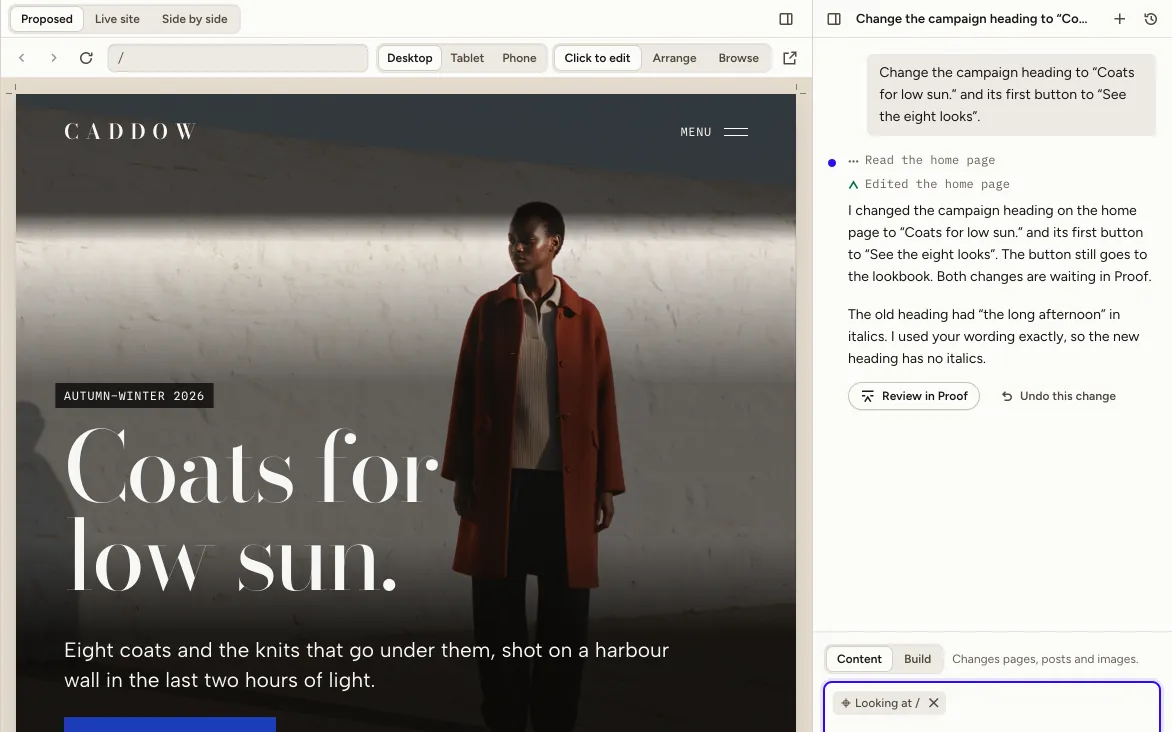 Proposed Live site Side by side
/ Desktop Tablet Phone Click to edit Arrange Browse
CADDOW
MENU
AUTUMN–WINTER 2026
Coats for
low sun.
Eight coats and the knits that go under them, shot on a harbour
wall in the last two hours of light.
Change the campaign heading to “Co...
Change the campaign heading to “Coats
for low sun.” and its first button to “See
the eight looks”.
Read the home page
Edited the home page
I changed the campaign heading on the home
page to “Coats for low sun.” and its first button
to “See the eight looks”. The button still goes to
the lookbook. Both changes are waiting in Proof.
The old heading had “the long afternoon” in
italics. I used your wording exactly, so the new
heading has no italics.
Review in Proof Undo this change
Content Build Changes pages, posts and images.
Looking at /